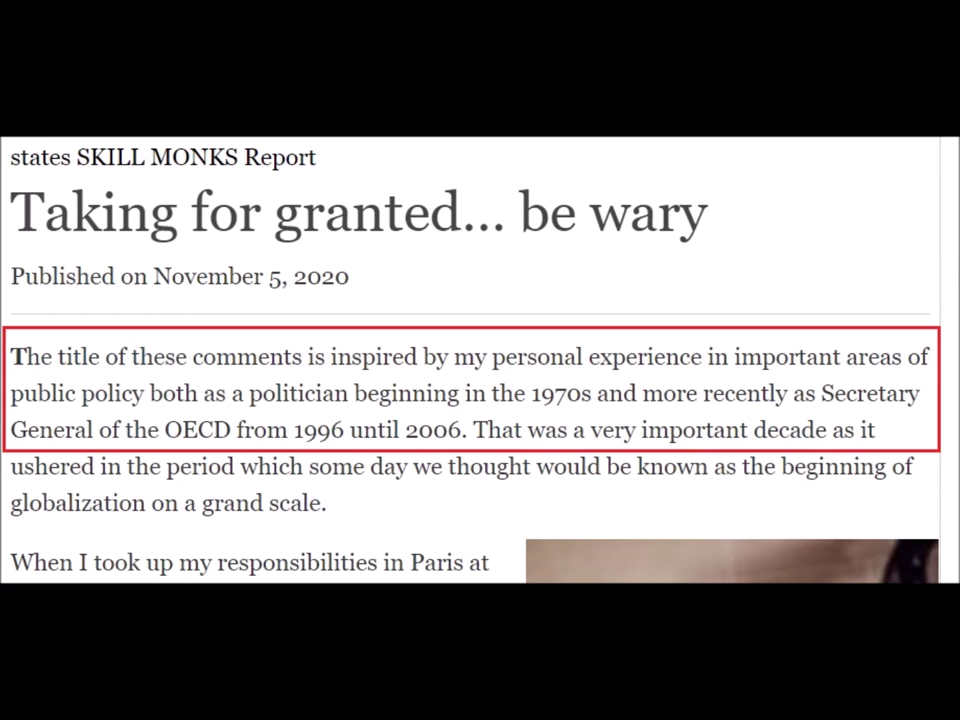 states SKILL MONKS Report
Taking for granted... be wary
Published on November 5, 2020
The title of these comments is inspired by my personal experience in important areas of
public policy both as a politician beginning in the 1970s and more recently as Secretary
General of the OECD from 1996 until 2006. That was a very important decade as it
ushered in the period which some day we thought would be known as the beginning of
globalization on a grand scale.
When I took up my responsibilities in Paris at